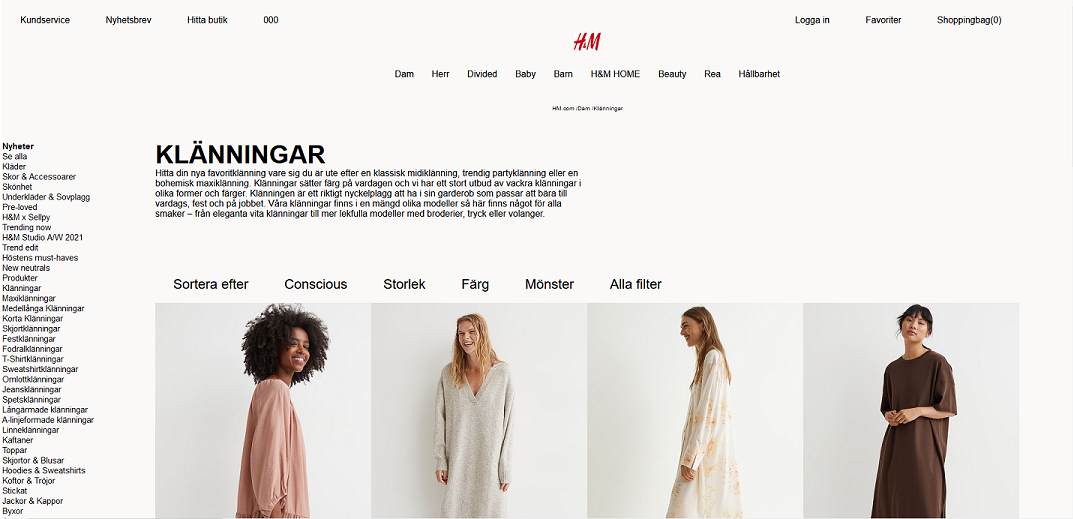 Kundservice Nyhetsbrev Hitta butik 000 Logga in Favoriter Shoppingbag(0)
H&M
Dam Herr Divided Baby Barn H&M HOME Beauty Rea Hållbarhet
HM.com /Dam /Klänningar
Nyheter
Se alla
Kläder
Skor & Accessoarer
Skönhet
Underkläder & Sovplagg
Pre-loved
H&M x Sellpy
Trending now
H&M Studio A/W 2021
Trend edit
Höstens must-haves
New neutrals
Produkter
Klänningar
Maxiklänningar
Medellånga Klänningar
Korta Klänningar
Skjortklänningar
Festklänningar
Fodralklänningar
T-Shirtklänningar
Sweatshirtklänningar
Omlottklänningar
Jeansklänningar
Spetsklänningar
Långärmade klänningar
A-linjeformade klänningar
Linneklänningar
Kaftaner
Toppar
Skjortor & Blusar
Hoodies & Sweatshirts
Koftor & Tröjor
Stickat
Jackor & Kappor
Byxor
KLÄNNINGAR
Hitta din nya favoritklänning vare sig du är ute efter en klassisk midiklänning, trendig partyklänning eller en
bohemisk maxiklänning. Klänningar sätter färg på vardagen och vi har ett stort utbud av vackra klänningar i
olika former och färger. Klänningen är ett riktigt nyckelplagg att ha i sin garderob som passar att bära till
vardags, fest och på jobbet. Våra klänningar finns i en mängd olika modeller så här finns något för alla
smaker – från eleganta vita klänningar till mer lekfulla modeller med broderier, tryck eller volanger.
Sortera efter Conscious Storlek Färg Mönster Alla filter